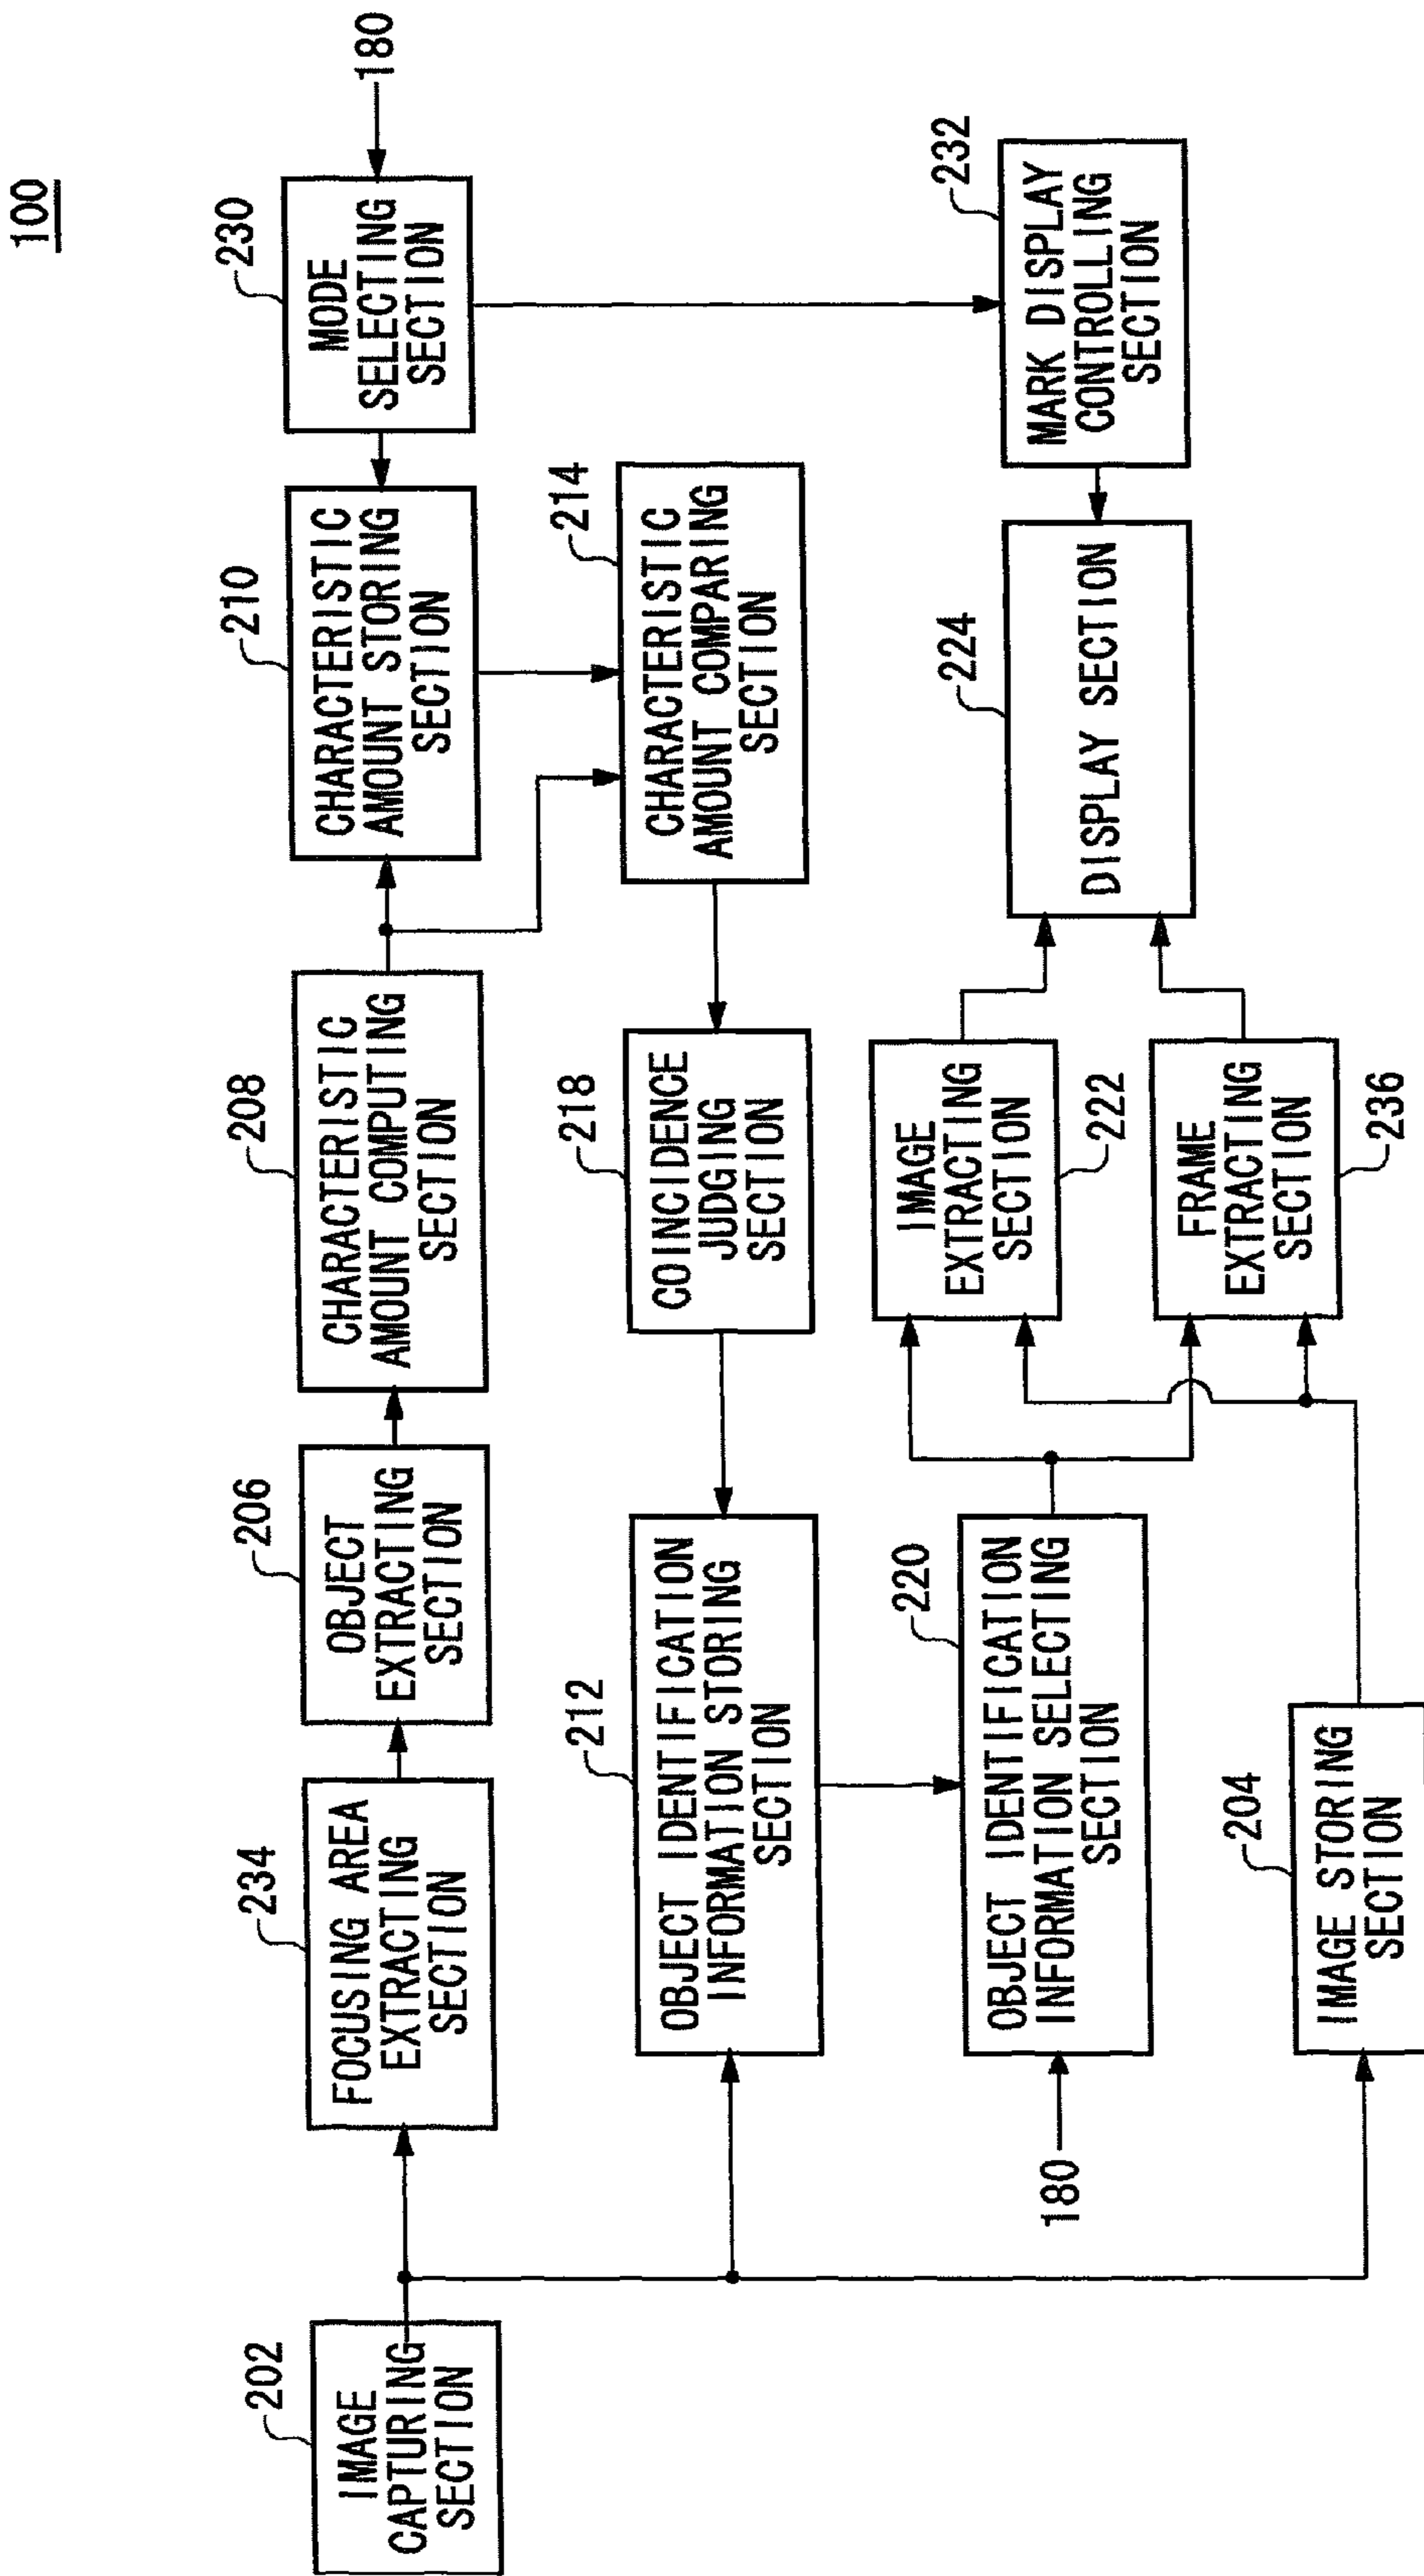 100
202
IMAGE
CAPTURING
SECTION
234
FOCUSING AREA
EXTRACTING
SECTION
206
OBJECT
EXTRACTING
SECTION
208
CHARACTERISTIC
AMOUNT COMPUTING
SECTION
210
CHARACTERISTIC
AMOUNT STORING
SECTION
230
MODE
SELECTING
SECTION
180
212
OBJECT IDENTIFICATION
INFORMATION STORING
SECTION
218
COINCIDENCE
JUDGING
SECTION
214
CHARACTERISTIC
AMOUNT COMPARING
SECTION
180
220
OBJECT IDENTIFICATION
INFORMATION SELECTING
SECTION
IMAGE
EXTRACTING
SECTION
222
224
DISPLAY SECTION
232
MARK DISPLAY
CONTROLLING
SECTION
204
IMAGE STORING
SECTION
FRAME
EXTRACTING
SECTION
236